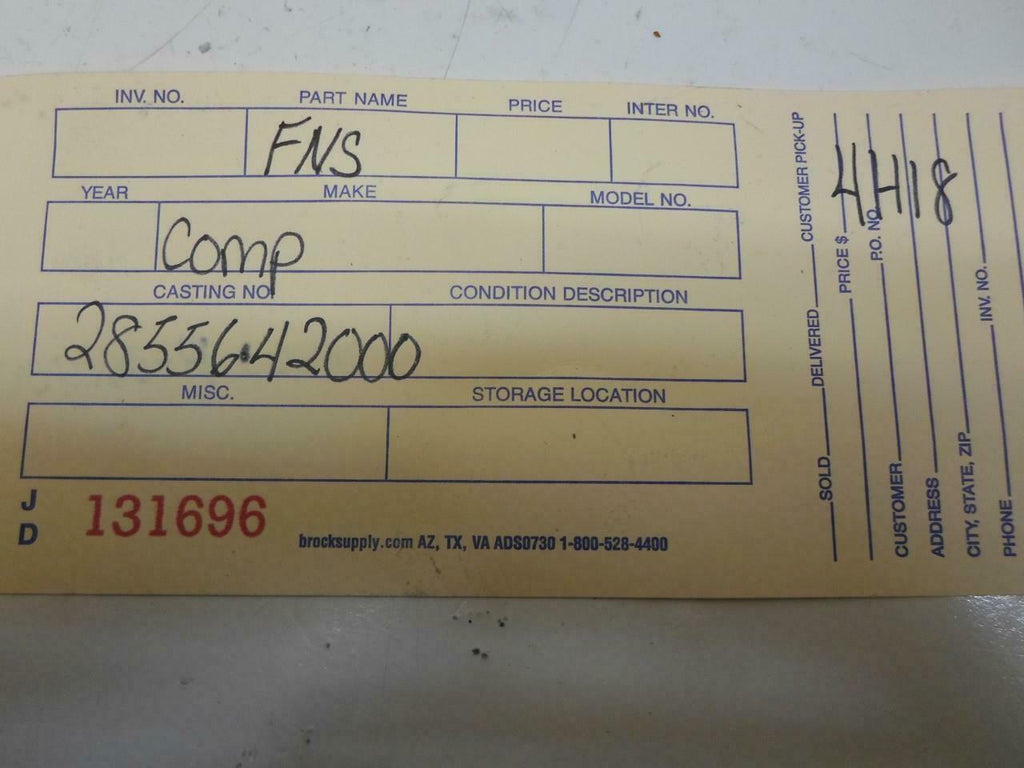 INV. NO. PART NAME PRICE INTER NO.
FNS
YEAR MAKE MODEL NO.
Comp
CASTING NO. CONDITION DESCRIPTION
2855642000
MISC. STORAGE LOCATION
J
D
131696
brocksupply.com AZ, TX, VA ADS0730 1-800-528-4400
SOLD DELIVERED CUSTOMER PICK-UP
PRICE $
P.O. NO.
CUSTOMER
ADDRESS
CITY, STATE, ZIP
INV. NO.
PHONE
4H18